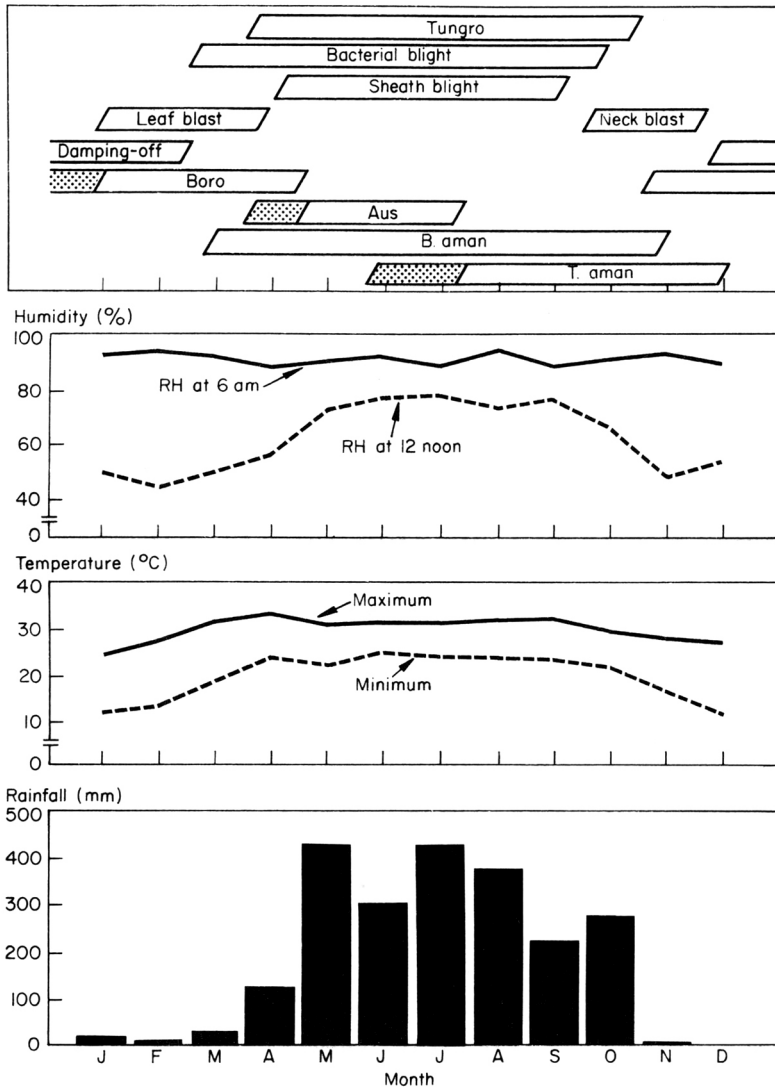 Tungro
Bacterial blight
Sheath blight
Leaf blast Neck blast
Damping-off
Boro
Aus
B. aman
T. aman
Humidity (%)
100
80
60
40
0
RH at 6 am
RH at 12 noon
Temperature (°C)
40
30
20
10
0
Maximum
Minimum
Rainfall (mm)
500
400
300
200
100
0
J F M A M J J A S O N D
Month